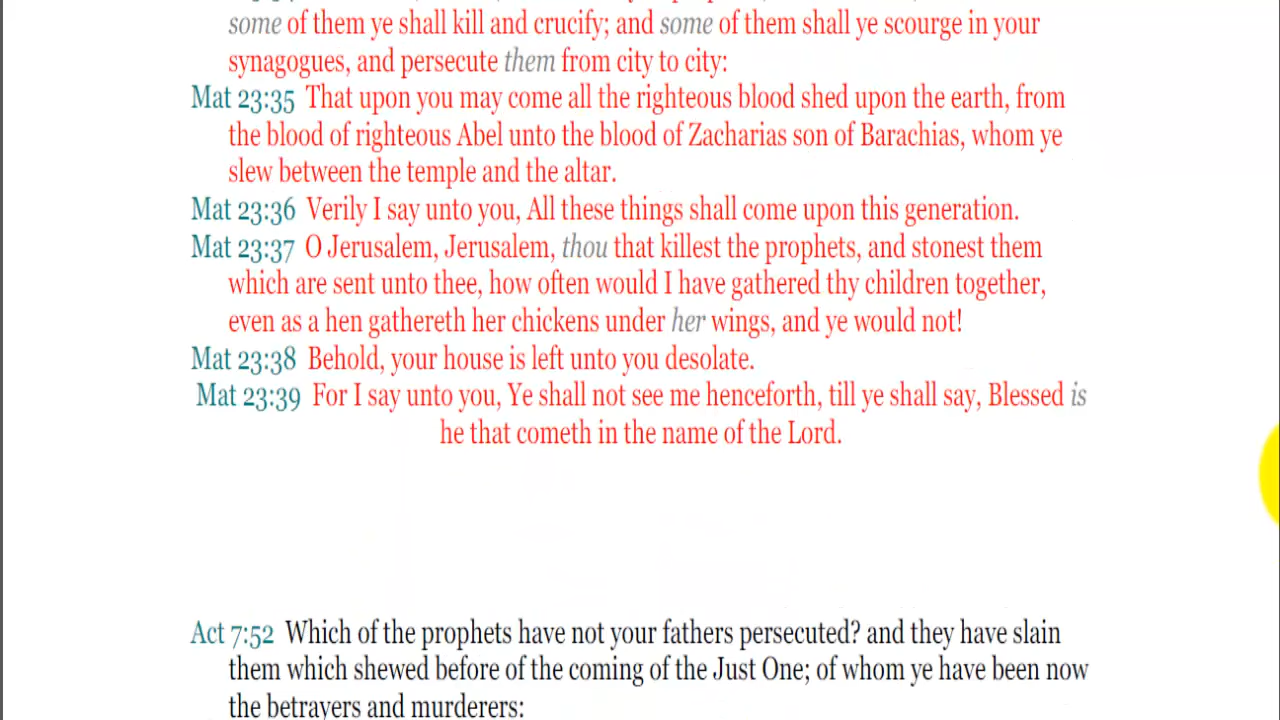 some of them ye shall kill and crucify; and some of them shall ye scourge in your
synagogues, and persecute them from city to city:
Mat 23:35 That upon you may come all the righteous blood shed upon the earth, from
the blood of righteous Abel unto the blood of Zacharias son of Barachias, whom ye
slew between the temple and the altar.
Mat 23:36 Verily I say unto you, All these things shall come upon this generation.
Mat 23:37 O Jerusalem, Jerusalem, thou that killest the prophets, and stonest them
which are sent unto thee, how often would I have gathered thy children together,
even as a hen gathereth her chickens under her wings, and ye would not!
Mat 23:38 Behold, your house is left unto you desolate.
Mat 23:39 For I say unto you, Ye shall not see me henceforth, till ye shall say, Blessed is
he that cometh in the name of the Lord.
Act 7:52 Which of the prophets have not your fathers persecuted? and they have slain
them which shewed before of the coming of the Just One; of whom ye have been now
the betrayers and murderers: